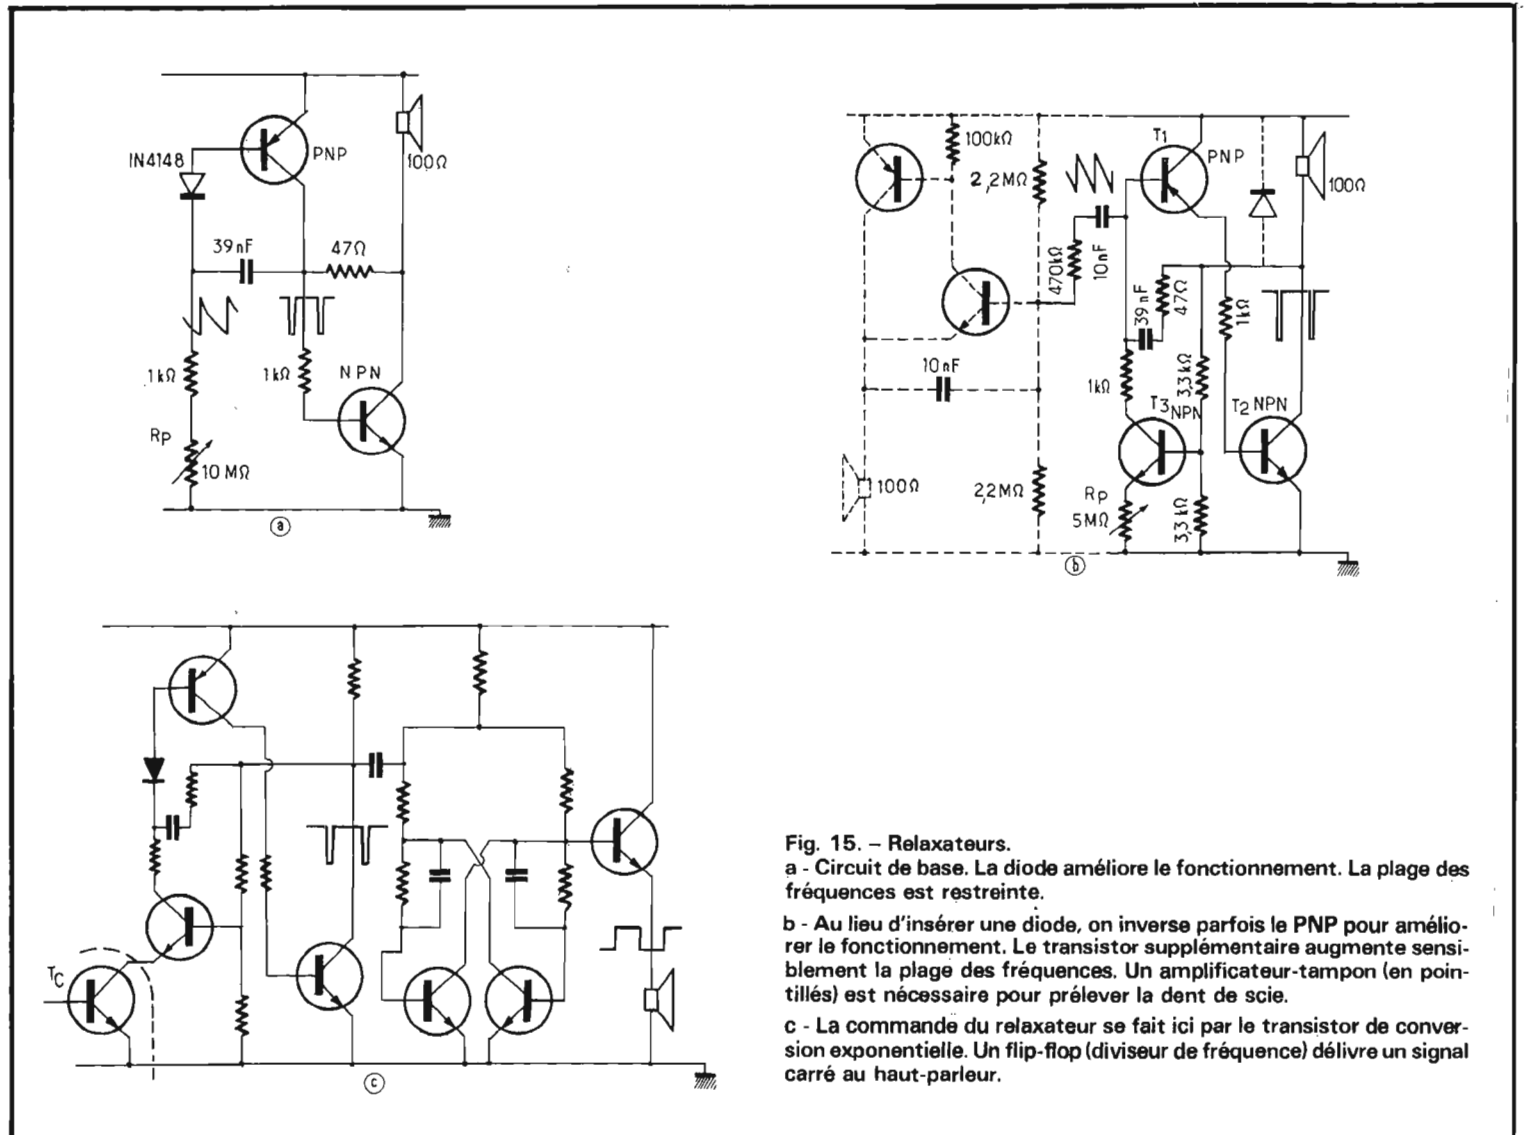 IN4148
PNP
100Ω
39nF
47Ω
1kΩ
1kΩ
NPN
RP
10 MΩ
a
100kΩ
2,2MΩ
T1
PNP
100Ω
470kΩ
10nF
39nF
47Ω
1kΩ
10nF
1kΩ
3,3kΩ
T3 NPN
T2 NPN
100Ω
2,2MΩ
RP
5MΩ
3,3kΩ
b
TC
c
Fig. 15. – Relaxateurs.
a - Circuit de base. La diode améliore le fonctionnement. La plage des
fréquences est restreinte.
b - Au lieu d'insérer une diode, on inverse parfois le PNP pour amélio-
rer le fonctionnement. Le transistor supplémentaire augmente sensi-
blement la plage des fréquences. Un amplificateur-tampon (en poin-
tillés) est nécessaire pour prélever la dent de scie.
c - La commande du relaxateur se fait ici par le transistor de conver-
sion exponentielle. Un flip-flop (diviseur de fréquence) délivre un signal
carré au haut-parleur.